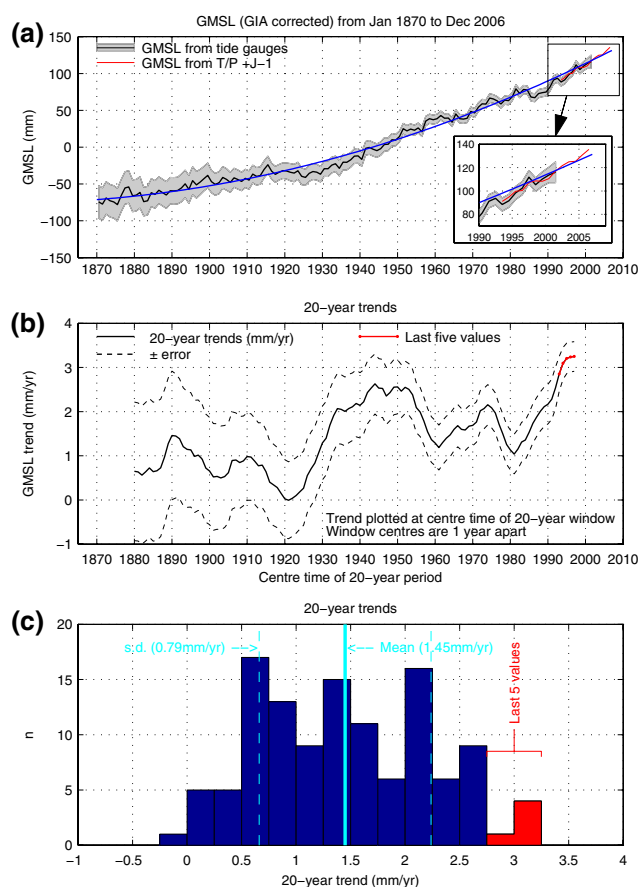 (a)
GMSL (GIA corrected) from Jan 1870 to Dec 2006
GMSL from tide gauges
GMSL from T/P +J−1
GMSL (mm)
150
100
50
0
−50
−100
−150
140
120
100
80
1990 1995 2000 2005
1870 1880 1890 1900 1910 1920 1930 1940 1950 1960 1970 1980 1990 2000 2010
(b)
20-year trends
20-year trends (mm/yr)
± error
Last five values
GMSL trend (mm/yr)
4
3
2
1
0
−1
Trend plotted at centre time of 20-year window
Window centres are 1 year apart
1870 1880 1890 1900 1910 1920 1930 1940 1950 1960 1970 1980 1990 2000 2010
Centre time of 20-year period
(c)
20-year trends
s.d. (0.79mm/yr)
Mean (1.45mm/yr)
Last 5 values
n
20
15
10
5
0
−1 −0.5 0 0.5 1 1.5 2 2.5 3 3.5 4
20-year trend (mm/yr)